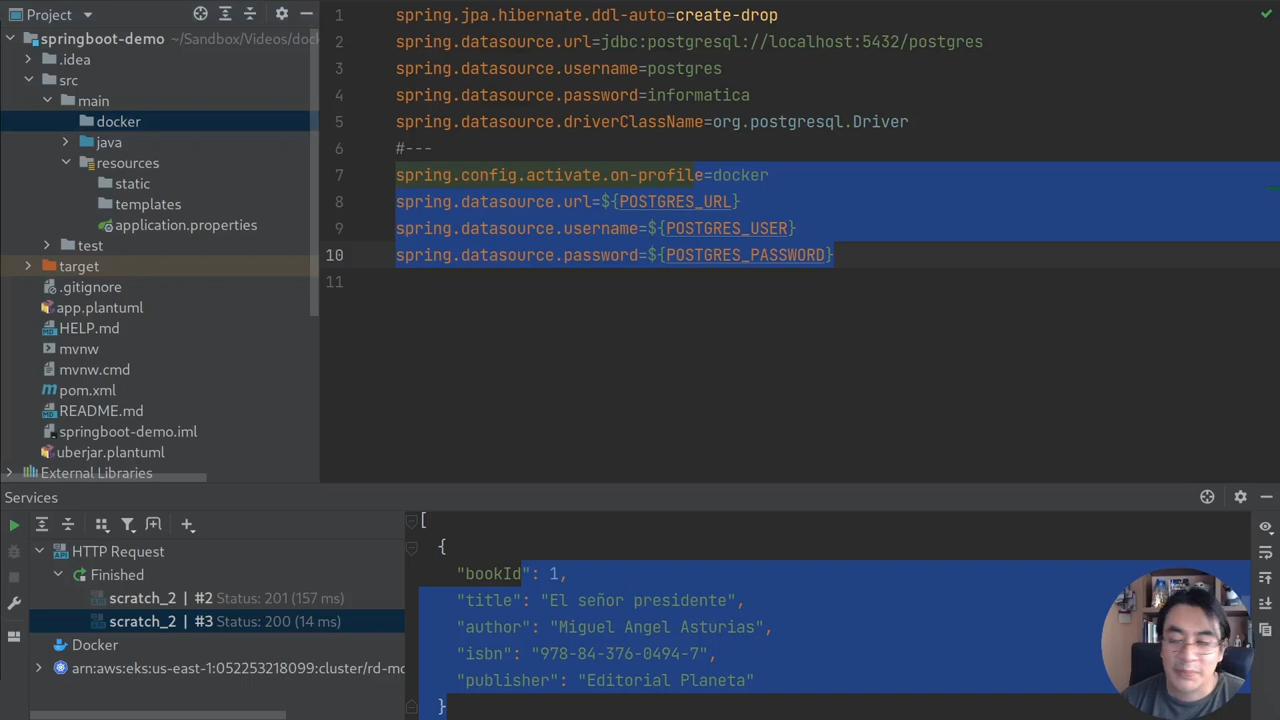 Project
springboot-demo ~/Sandbox/Videos/dock
.idea
src
main
docker
java
resources
static
templates
application.properties
test
target
.gitignore
app.plantuml
HELP.md
mvnw
mvnw.cmd
pom.xml
README.md
springboot-demo.iml
uberjar.plantuml
External Libraries
1 spring.jpa.hibernate.ddl-auto=create-drop
2 spring.datasource.url=jdbc:postgresql://localhost:5432/postgres
3 spring.datasource.username=postgres
4 spring.datasource.password=informatica
5 spring.datasource.driverClassName=org.postgresql.Driver
6 #---
7 spring.config.activate.on-profile=docker
8 spring.datasource.url=${POSTGRES_URL}
9 spring.datasource.username=${POSTGRES_USER}
10 spring.datasource.password=${POSTGRES_PASSWORD}
11
Services
HTTP Request
Finished
scratch_2 | #2 Status: 201 (157 ms)
scratch_2 | #3 Status: 200 (14 ms)
Docker
arn:aws:eks:us-east-1:052253218099:cluster/rd-mo
[
{
"bookId": 1,
"title": "El señor presidente",
"author": "Miguel Angel Asturias",
"isbn": "978-84-376-0494-7",
"publisher": "Editorial Planeta"
}